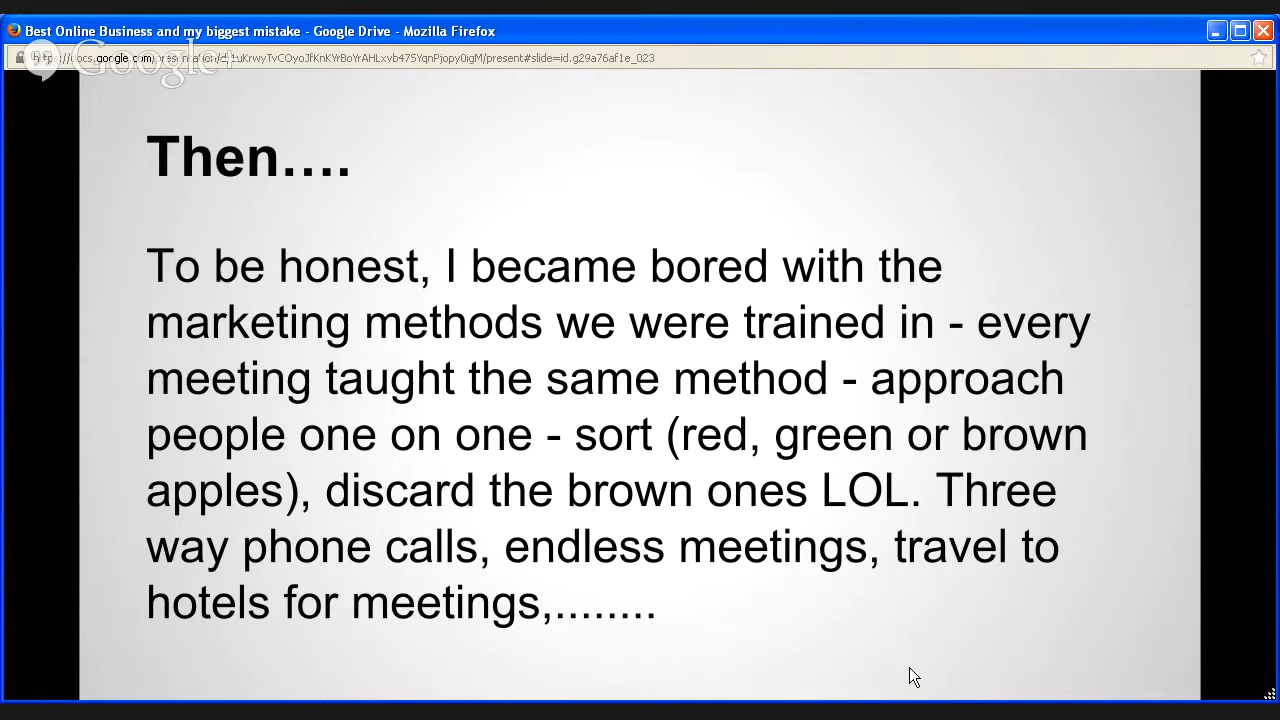 Best Online Business and my biggest mistake - Google Drive - Mozilla Firefox
Google+
Then....
To be honest, I became bored with the
marketing methods we were trained in - every
meeting taught the same method - approach
people one on one - sort (red, green or brown
apples), discard the brown ones LOL. Three
way phone calls, endless meetings, travel to
hotels for meetings,........